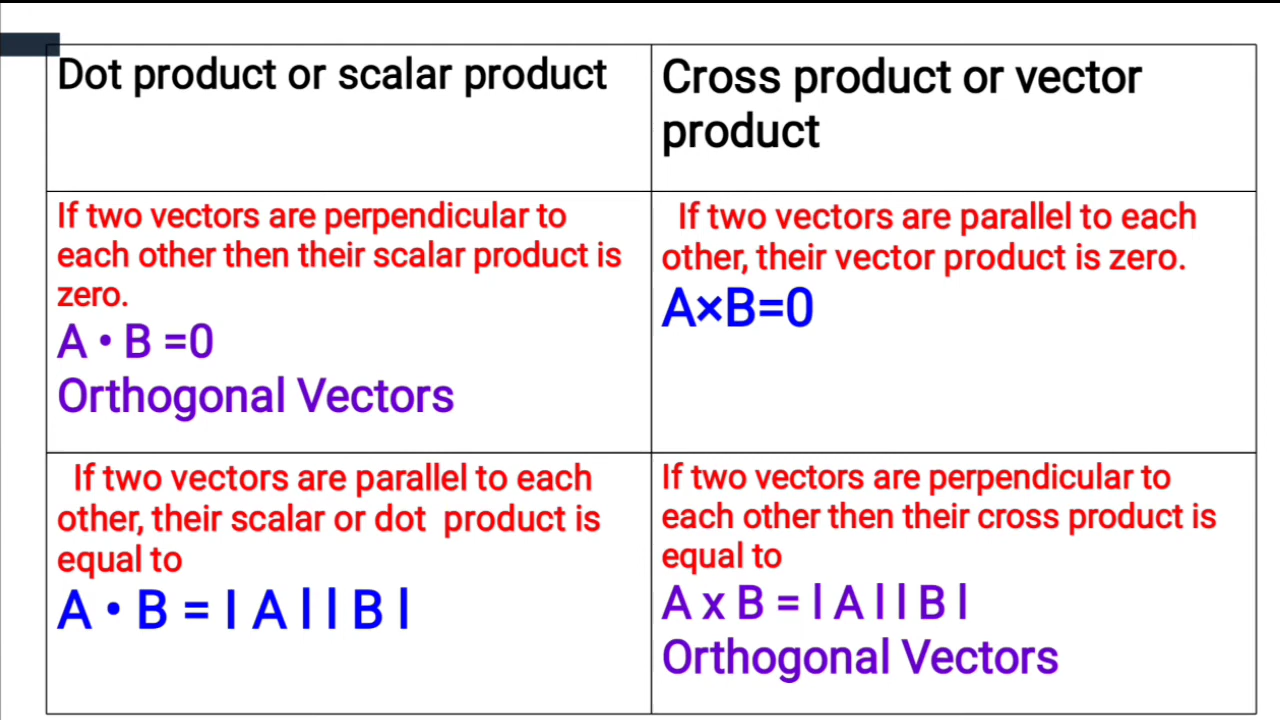 Dot product or scalar product
Cross product or vector
product
If two vectors are perpendicular to
each other then their scalar product is
zero.
A • B =0
Orthogonal Vectors
If two vectors are parallel to each
other, their vector product is zero.
A×B=0
If two vectors are parallel to each
other, their scalar or dot product is
equal to
A • B = | A | | B |
If two vectors are perpendicular to
each other then their cross product is
equal to
A x B = | A | | B |
Orthogonal Vectors